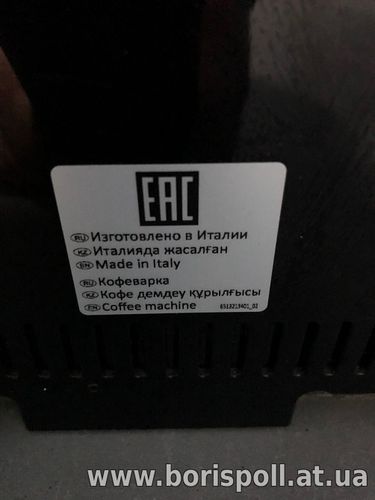 EAC
RU Изготовлено в Италии
KZ Италияда жасалған
EN Made in Italy
RU Кофеварка
KZ Кофе демдеу құрылғысы
EN Coffee machine 6513213401_02
www.borispoll.at.ua